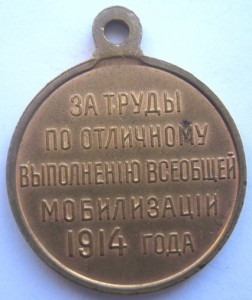 ЗА ТРУДЫ
ПО ОТЛИЧНОМУ
ВЫПОЛНЕНІЮ ВСЕОБЩЕЙ
МОБИЛИЗАЦІИ
1914 ГОДА